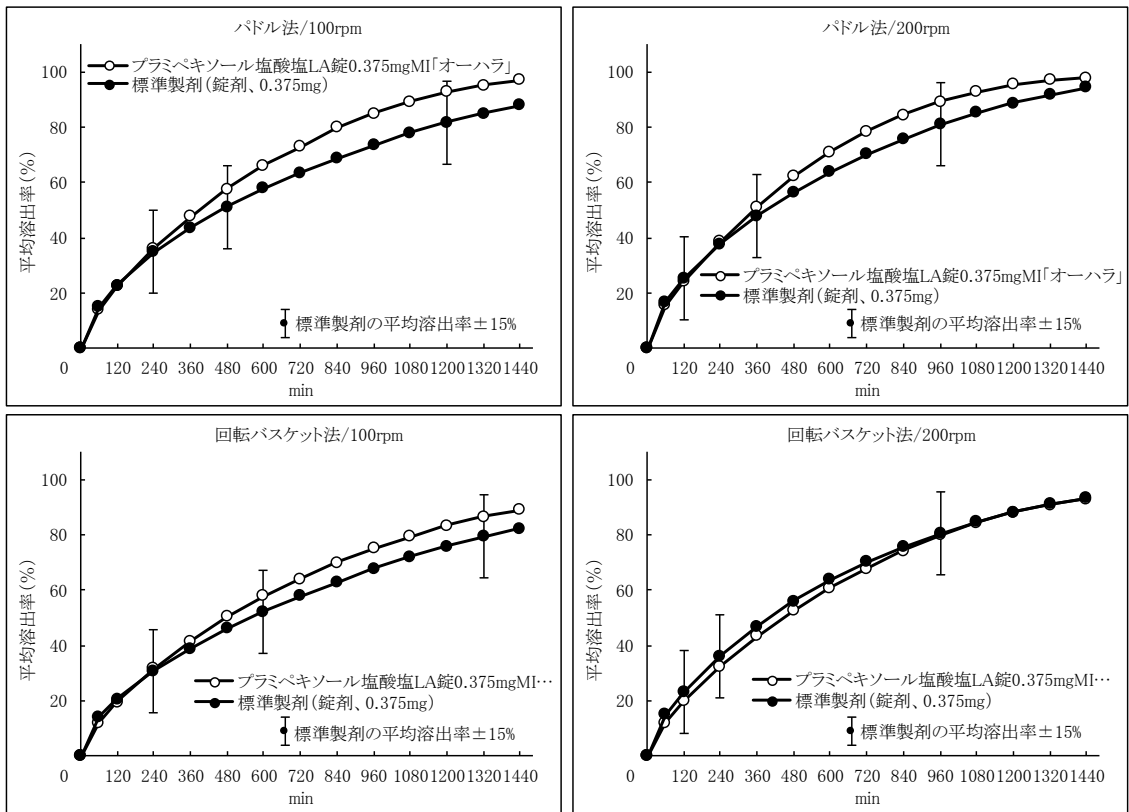 パドル法/100rpm
100
プラミペキソール塩酸塩LA錠0.375mgMI「オーハラ」
標準製剤(錠剤、0.375mg)
80
60
40
20
平均溶出率(%)
標準製剤の平均溶出率±15%
0 120 240 360 480 600 720 840 960 1080 1200 1320 1440
min
パドル法/200rpm
100
80
60
40
20
平均溶出率(%)
プラミペキソール塩酸塩LA錠0.375mgMI「オーハラ」
標準製剤(錠剤、0.375mg)
標準製剤の平均溶出率±15%
0 120 240 360 480 600 720 840 960 1080 1200 1320 1440
min
回転バスケット法/100rpm
100
80
60
40
20
平均溶出率(%)
プラミペキソール塩酸塩LA錠0.375mgMI…
標準製剤(錠剤、0.375mg)
標準製剤の平均溶出率±15%
0 120 240 360 480 600 720 840 960 1080 1200 1320 1440
min
回転バスケット法/200rpm
100
80
60
40
20
平均溶出率(%)
プラミペキソール塩酸塩LA錠0.375mgMI…
標準製剤(錠剤、0.375mg)
標準製剤の平均溶出率±15%
0 120 240 360 480 600 720 840 960 1080 1200 1320 1440
min